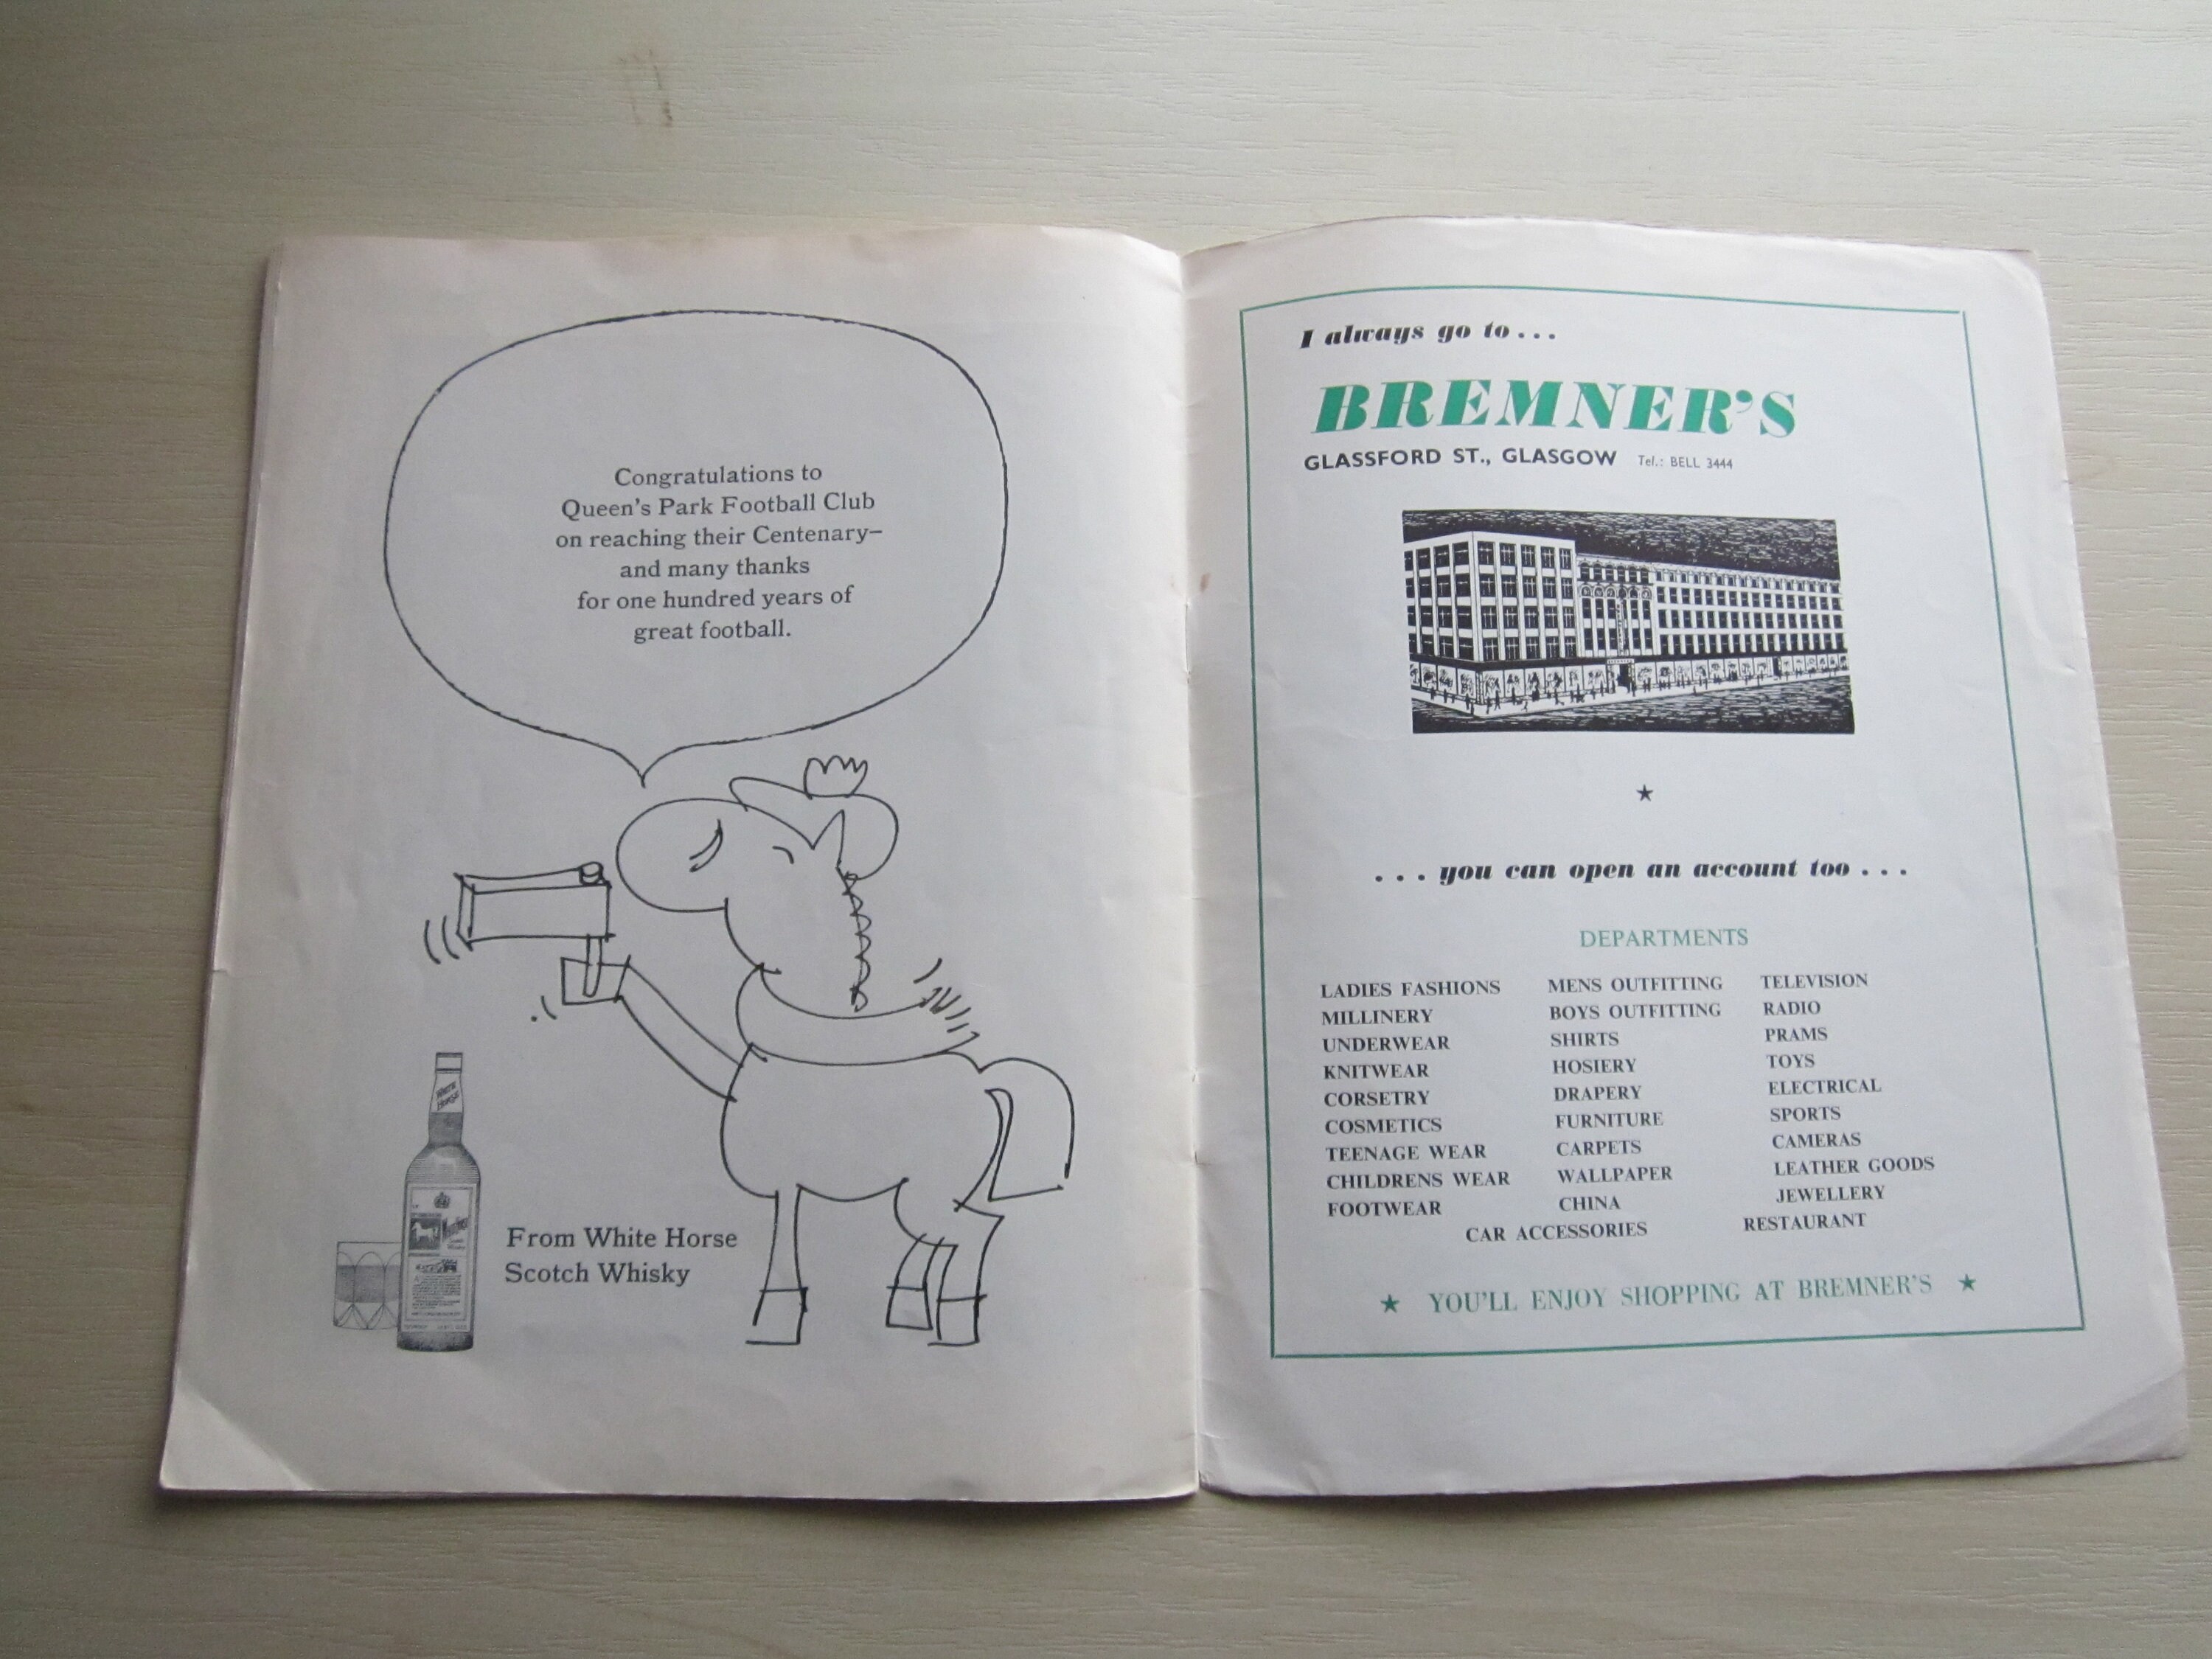 Congratulations to
Queen's Park Football Club
on reaching their Centenary–
and many thanks
for one hundred years of
great football.
WHITE
HORSE
From White Horse
Scotch Whisky
I always go to . . .
BREMNER'S
GLASSFORD ST., GLASGOW Tel.: BELL 3444
. . . you can open an account too . . .
DEPARTMENTS
LADIES FASHIONS MENS OUTFITTING TELEVISION
MILLINERY BOYS OUTFITTING RADIO
UNDERWEAR SHIRTS PRAMS
KNITWEAR HOSIERY TOYS
CORSETRY DRAPERY ELECTRICAL
COSMETICS FURNITURE SPORTS
TEENAGE WEAR CARPETS CAMERAS
CHILDRENS WEAR WALLPAPER LEATHER GOODS
FOOTWEAR CHINA JEWELLERY
CAR ACCESSORIES RESTAURANT
★ YOU'LL ENJOY SHOPPING AT BREMNER'S ★